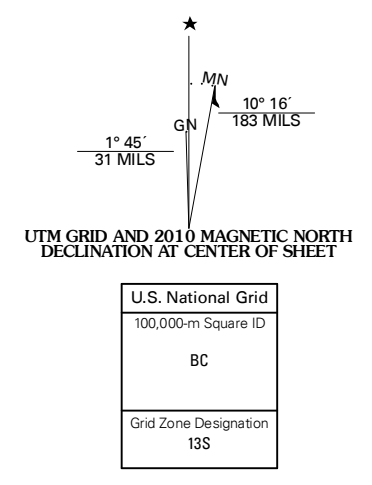 ★
MN
10° 16´
183 MILS
GN
1° 45´
31 MILS
UTM GRID AND 2010 MAGNETIC NORTH
DECLINATION AT CENTER OF SHEET
U.S. National Grid
100,000-m Square ID
BC
Grid Zone Designation
13S